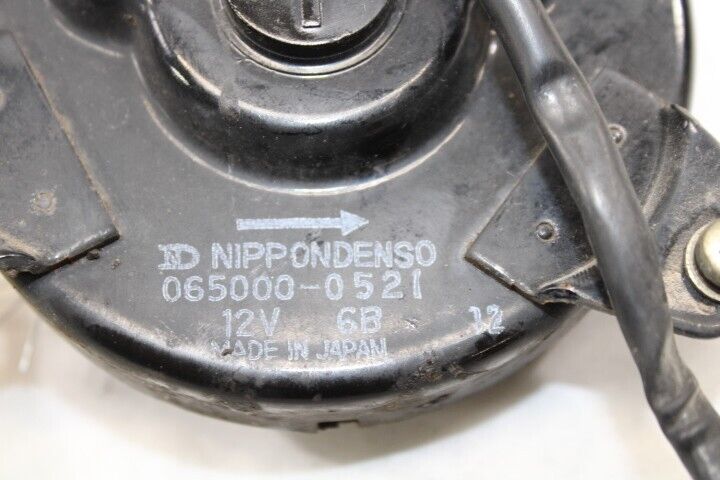 ND NIPPONDENSO
065000-0521
12V 6B 12
MADE IN JAPAN